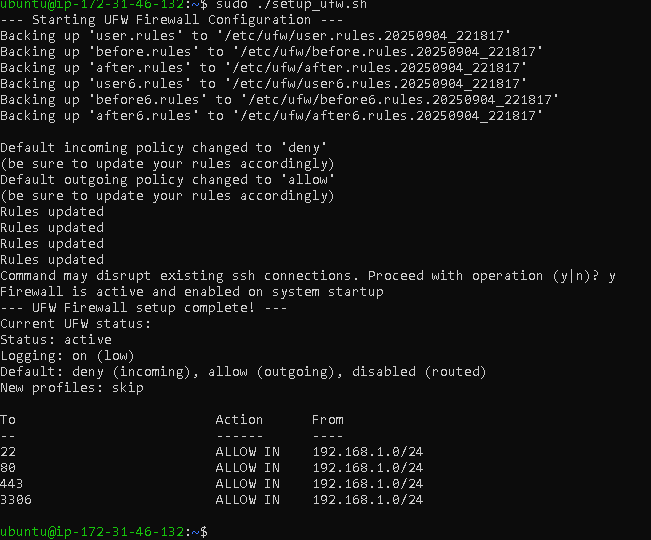 ubuntu@ip-172-31-46-132:~$ sudo ./setup_ufw.sh
--- Starting UFW Firewall Configuration ---
Backing up 'user.rules' to '/etc/ufw/user.rules.20250904_221817'
Backing up 'before.rules' to '/etc/ufw/before.rules.20250904_221817'
Backing up 'after.rules' to '/etc/ufw/after.rules.20250904_221817'
Backing up 'user6.rules' to '/etc/ufw/user6.rules.20250904_221817'
Backing up 'before6.rules' to '/etc/ufw/before6.rules.20250904_221817'
Backing up 'after6.rules' to '/etc/ufw/after6.rules.20250904_221817'
Default incoming policy changed to 'deny'
(be sure to update your rules accordingly)
Default outgoing policy changed to 'allow'
(be sure to update your rules accordingly)
Rules updated
Rules updated
Rules updated
Rules updated
Command may disrupt existing ssh connections. Proceed with operation (y|n)? y
Firewall is active and enabled on system startup
--- UFW Firewall setup complete! ---
Current UFW status:
Status: active
Logging: on (low)
Default: deny (incoming), allow (outgoing), disabled (routed)
New profiles: skip
To                         Action      From
--                         ------      ----
22                         ALLOW IN    192.168.1.0/24
80                         ALLOW IN    192.168.1.0/24
443                        ALLOW IN    192.168.1.0/24
3306                       ALLOW IN    192.168.1.0/24
ubuntu@ip-172-31-46-132:~$